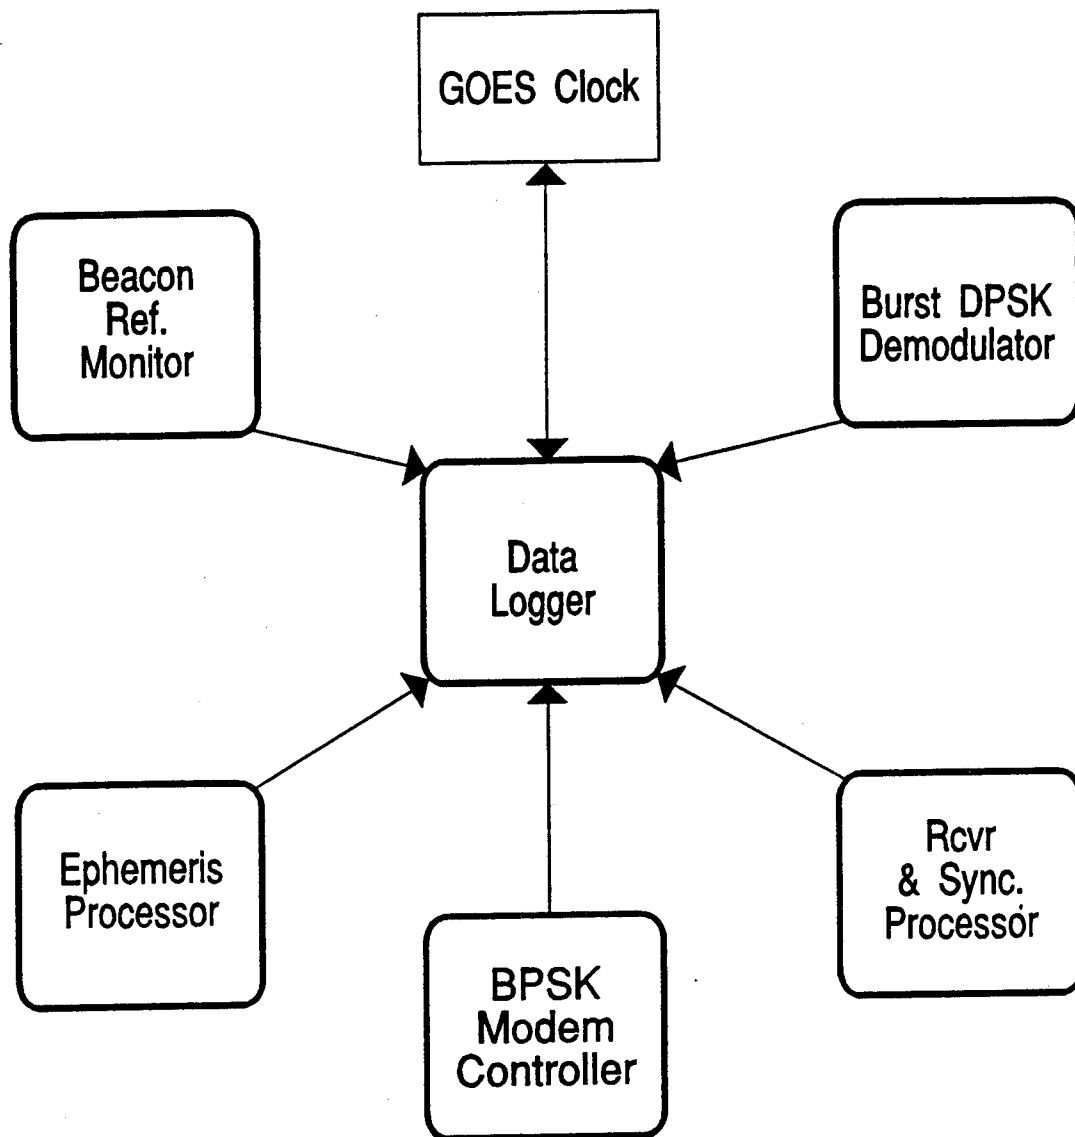 GOES Clock
Beacon
Ref.
Monitor
Burst DPSK
Demodulator
Data
Logger
Ephemeris
Processor
BPSK
Modem
Controller
Rcvr
& Sync.
Processor